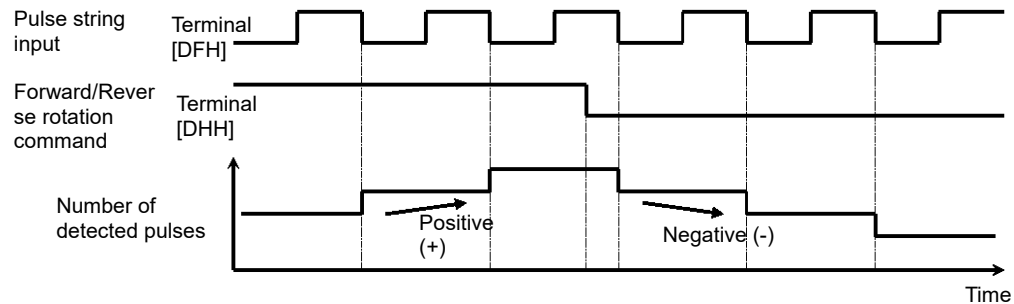 Pulse string
input
Terminal
[DFH]
Forward/Rever
se rotation
command
Terminal
[DHH]
Number of
detected pulses
Positive
(+)
Negative (-)
Time